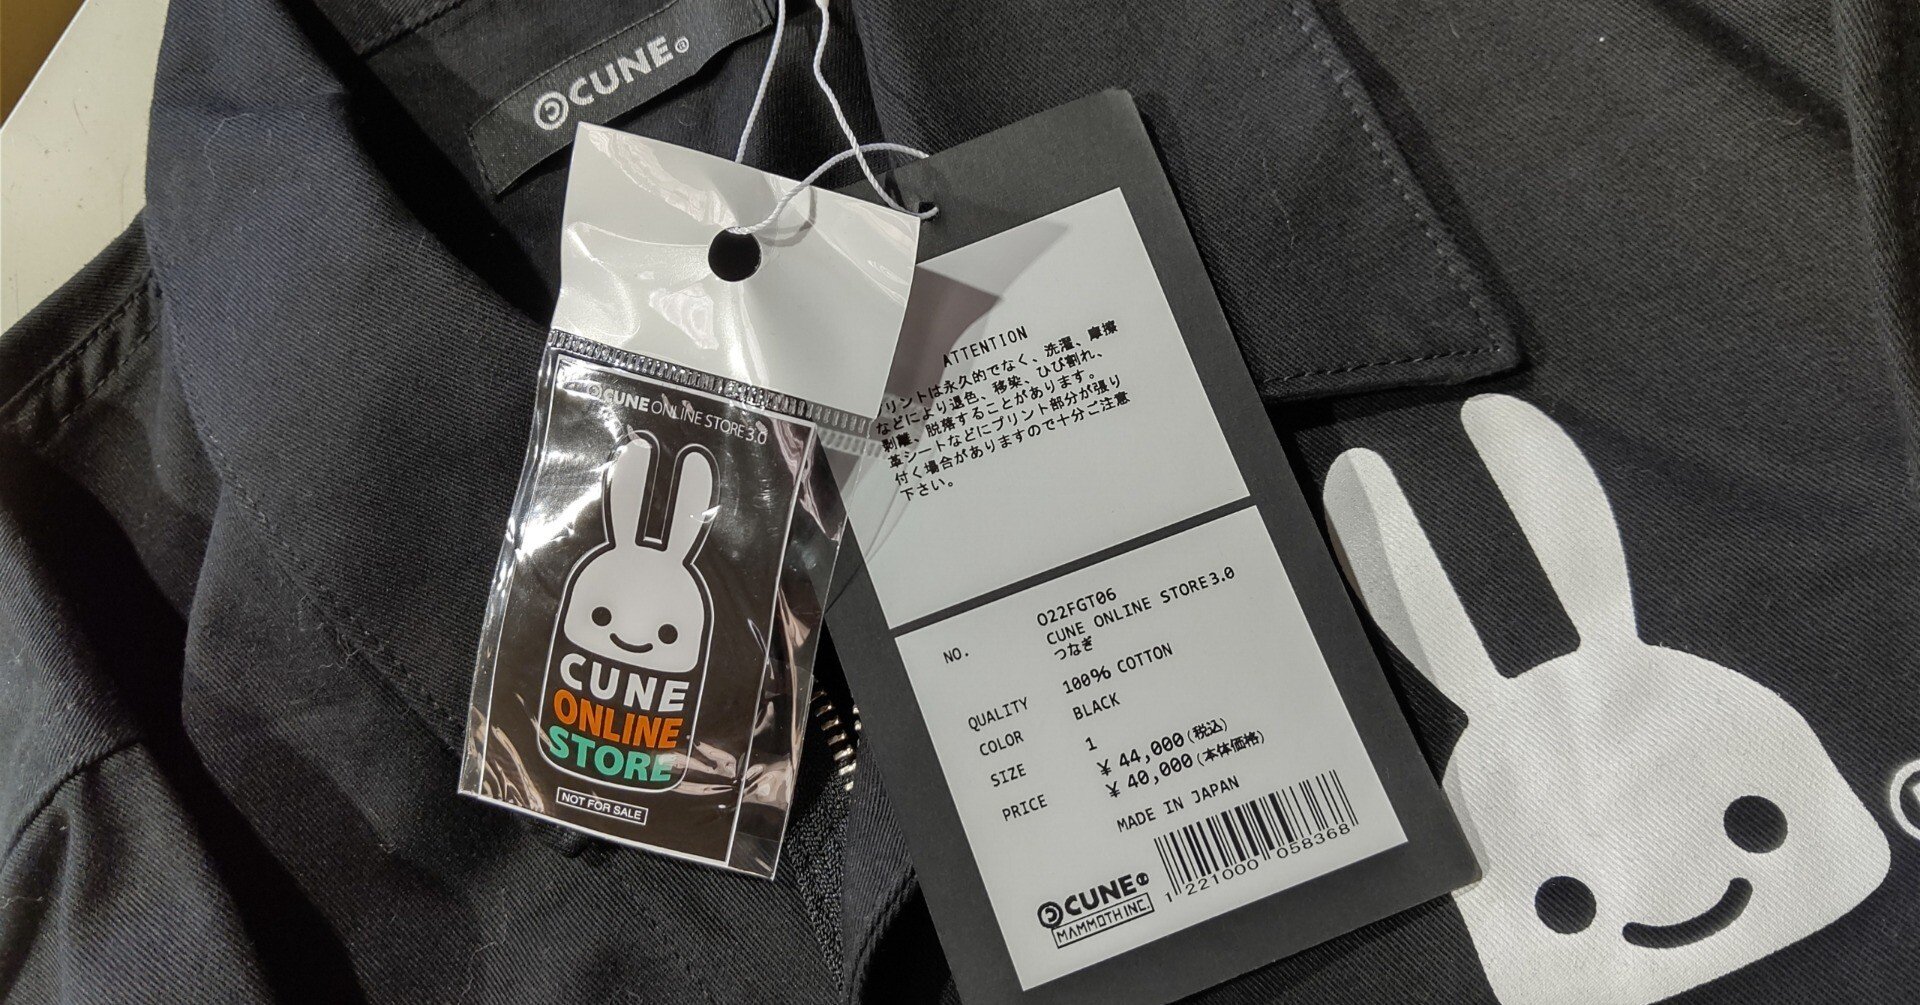 ©CUNE®
©CUNE ONLINE STORE 3.0
CUNE
ONLINE
STORE
NOT FOR SALE
ATTENTION
プリントは永久的でなく、洗濯、摩擦
などにより退色、移染、ひび割れ、
剥離、脱落することがあります。
革シートなどにプリント部分が張り
付く場合がありますので十分ご注意
下さい。
NO. 022FGT06
CUNE ONLINE STORE3.0
つなぎ
QUALITY 100% COTTON
COLOR BLACK
SIZE 1
PRICE ¥ 44,000(税込)
¥ 40,000(本体価格)
MADE IN JAPAN
1221000 058368
©CUNE®
MAMMOTH INC.